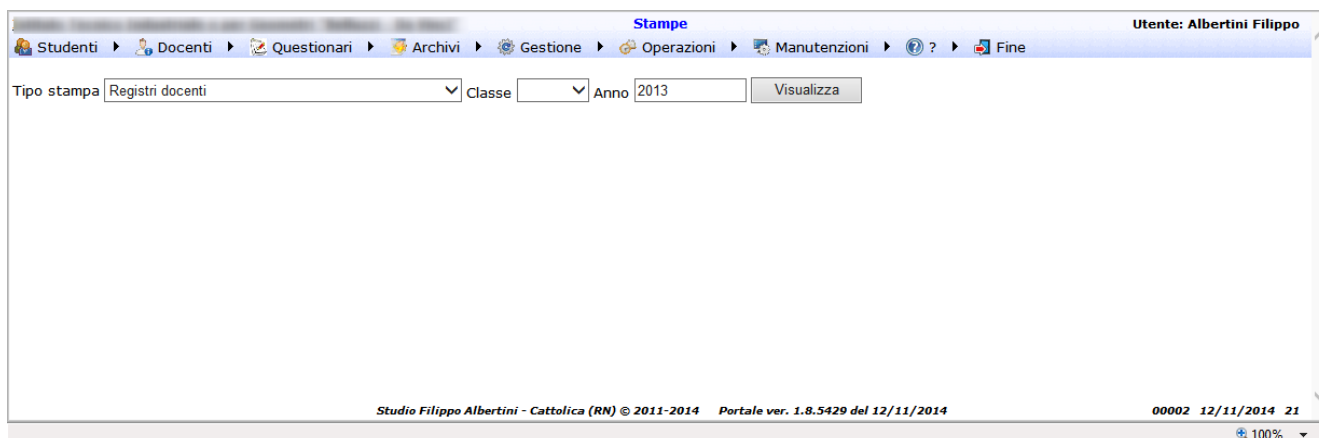 Stampe Utente: Albertini Filippo
Studenti Docenti Questionari Archivi Gestione Operazioni Manutenzioni ? Fine
Tipo stampa Registri docenti Classe Anno 2013 Visualizza
Studio Filippo Albertini - Cattolica (RN) © 2011-2014 Portale ver. 1.8.5429 del 12/11/2014 00002 12/11/2014 21
100%